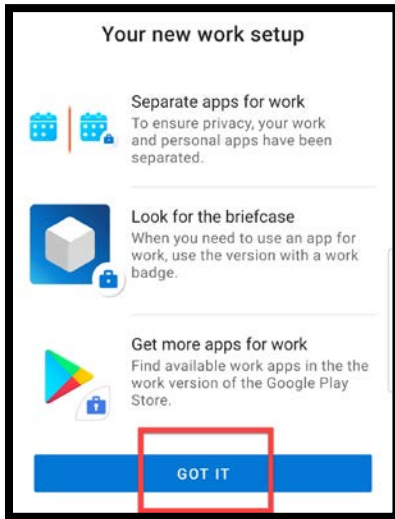 Your new work setup
Separate apps for work
To ensure privacy, your work
and personal apps have been
separated.
Look for the briefcase
When you need to use an app for
work, use the version with a work
badge.
Get more apps for work
Find available work apps in the the
work version of the Google Play
Store.
GOT IT